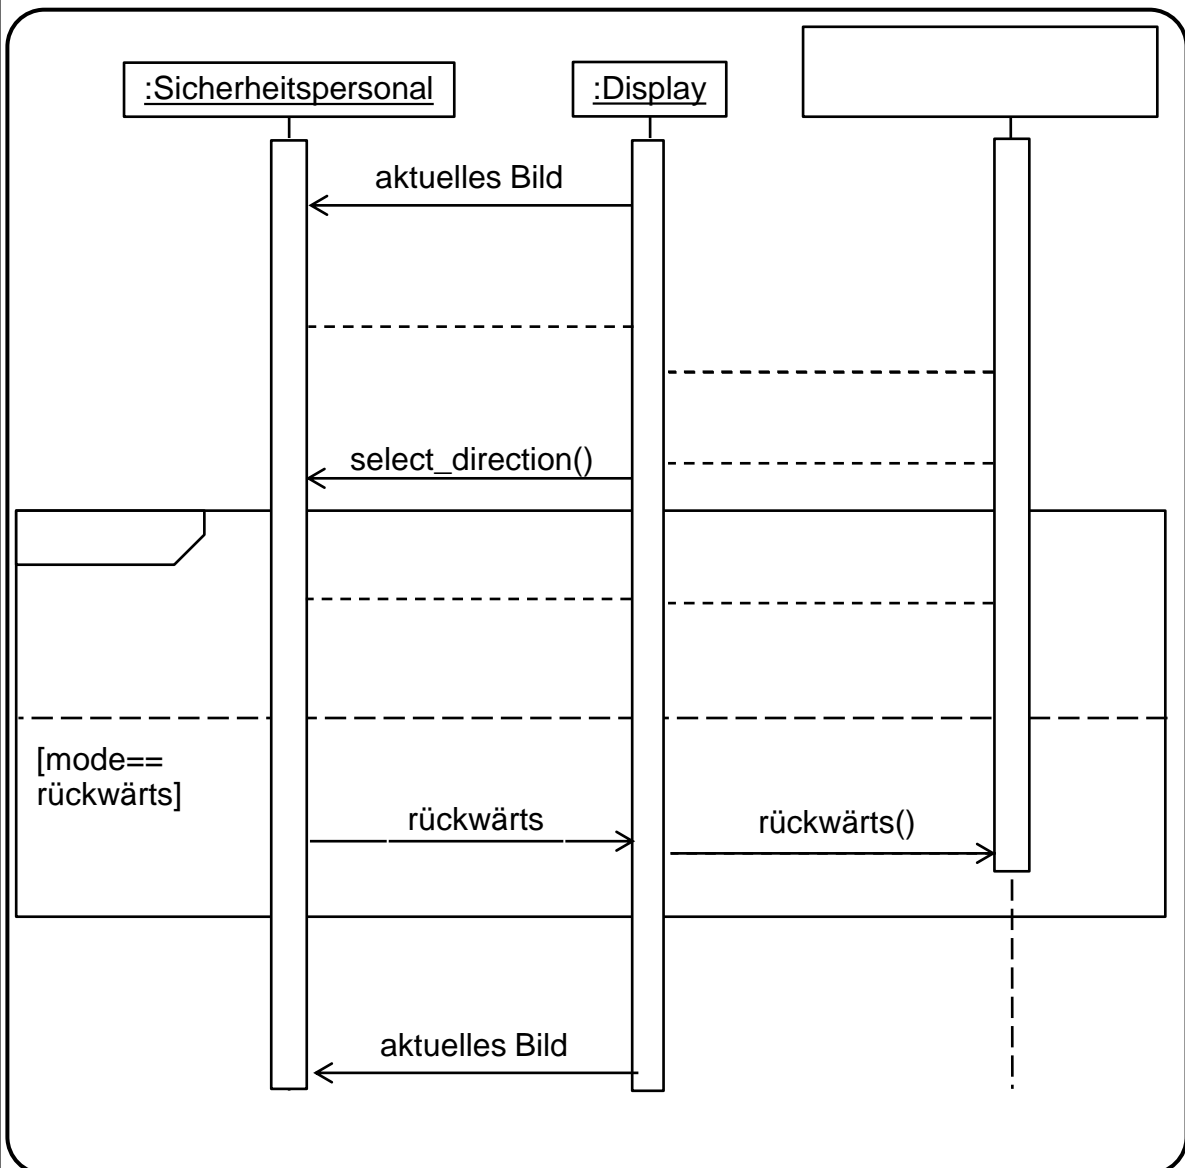 :Sicherheitspersonal
:Display
aktuelles Bild
select_direction()
[mode==
rückwärts]
rückwärts
rückwärts()
aktuelles Bild